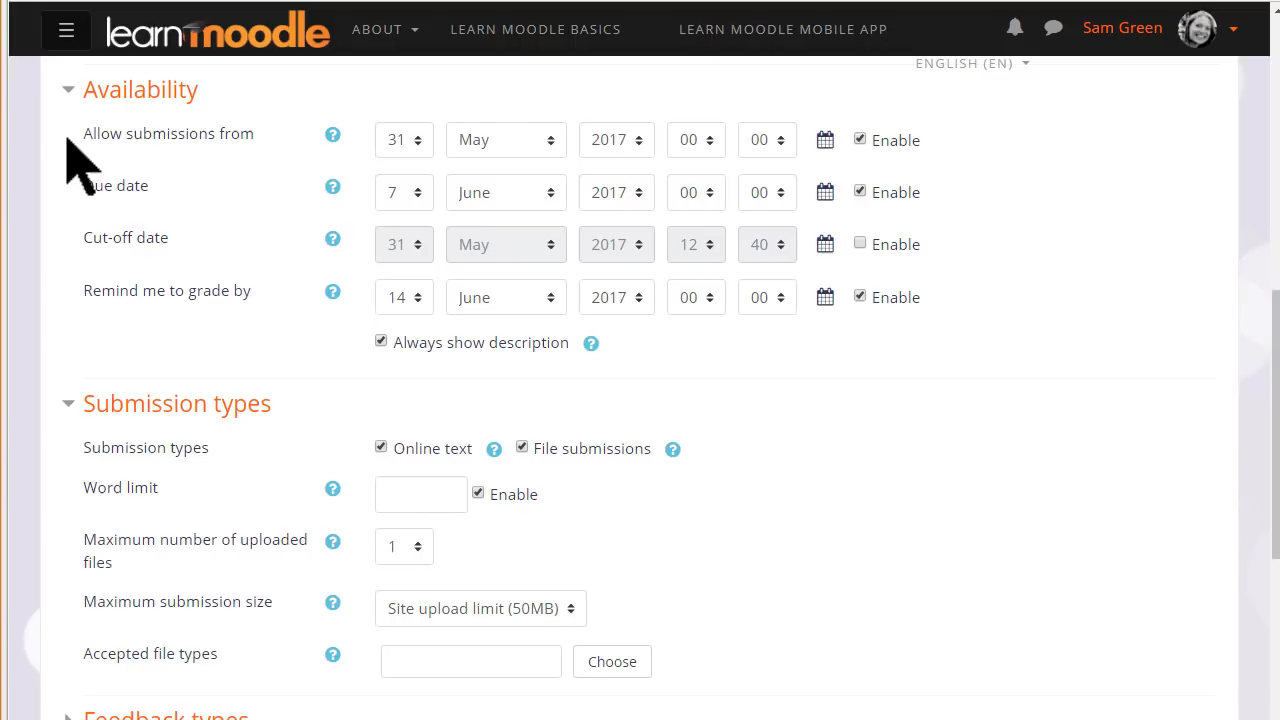 learn moodle ABOUT LEARN MOODLE BASICS LEARN MOODLE MOBILE APP Sam Green
ENGLISH (EN)
Availability
Allow submissions from 31 May 2017 00 00 Enable
ue date 7 June 2017 00 00 Enable
Cut-off date 31 May 2017 12 40 Enable
Remind me to grade by 14 June 2017 00 00 Enable
Always show description
Submission types
Submission types Online text File submissions
Word limit Enable
Maximum number of uploaded
files 1
Maximum submission size Site upload limit (50MB)
Accepted file types Choose
Feedback types